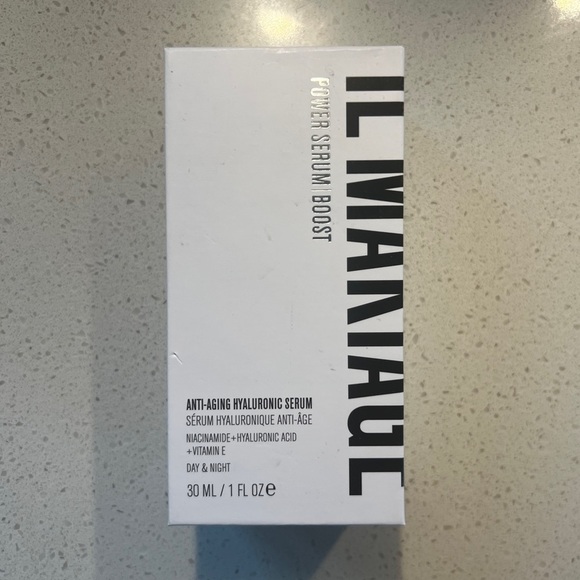 IL MAKIAGE
POWER SERUM | BOOST
ANTI-AGING HYALURONIC SERUM
SÉRUM HYALURONIQUE ANTI-ÂGE
NIACINAMIDE+HYALURONIC ACID
+VITAMIN E
DAY & NIGHT
30 ML / 1 FL OZ℮